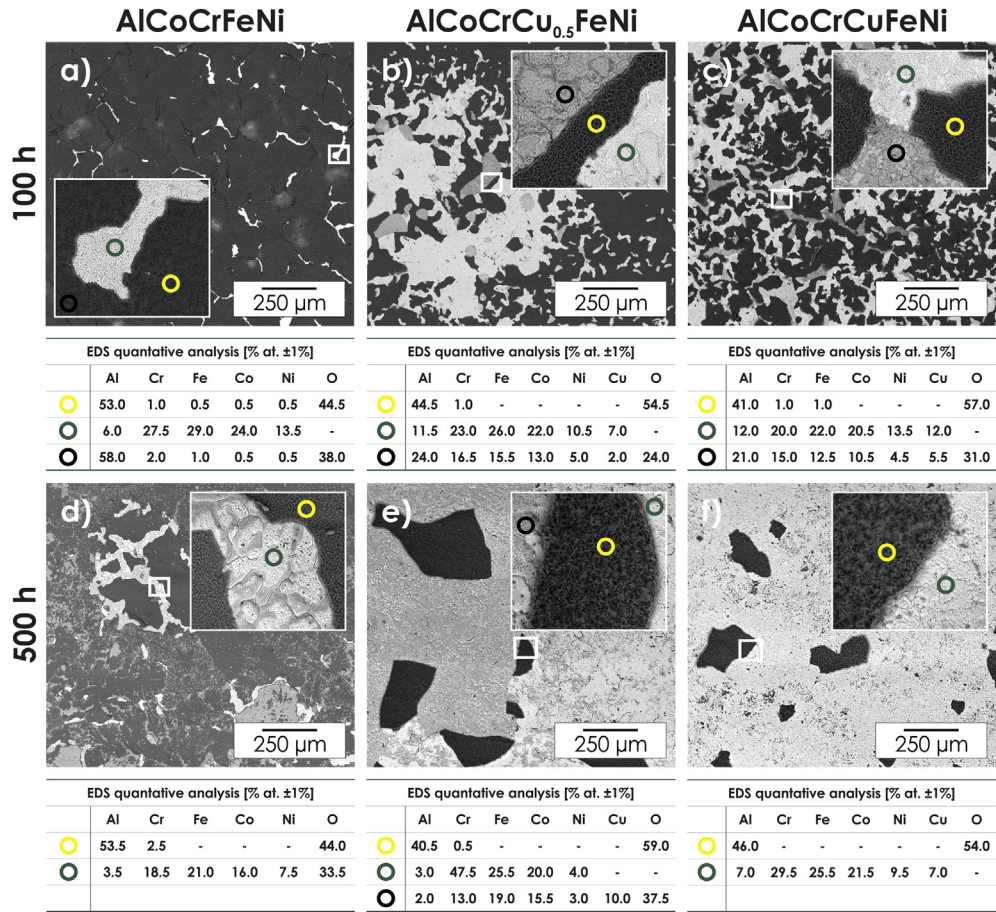 AlCoCrFeNi AlCoCrCu0.5FeNi AlCoCrCuFeNi
100 h
a) b) c)
250 µm 250 µm 250 µm
EDS quantative analysis [% at. ±1%]
Al Cr Fe Co Ni O
53.0 1.0 0.5 0.5 0.5 44.5
6.0 27.5 29.0 24.0 13.5 -
58.0 2.0 1.0 0.5 0.5 38.0
EDS quantative analysis [% at. ±1%]
Al Cr Fe Co Ni Cu O
44.5 1.0 - - - - 54.5
11.5 23.0 26.0 22.0 10.5 7.0 -
24.0 16.5 15.5 13.0 5.0 2.0 24.0
EDS quantative analysis [% at. ±1%]
Al Cr Fe Co Ni Cu O
41.0 1.0 1.0 - - - 57.0
12.0 20.0 22.0 20.5 13.5 12.0 -
21.0 15.0 12.5 10.5 4.5 5.5 31.0
500 h
d) e) f)
250 µm 250 µm 250 µm
EDS quantative analysis [% at. ±1%]
Al Cr Fe Co Ni O
53.5 2.5 - - - 44.0
3.5 18.5 21.0 16.0 7.5 33.5
EDS quantative analysis [% at. ±1%]
Al Cr Fe Co Ni Cu O
40.5 0.5 - - - - 59.0
3.0 47.5 25.5 20.0 4.0 - -
2.0 13.0 19.0 15.5 3.0 10.0 37.5
EDS quantative analysis [% at. ±1%]
Al Cr Fe Co Ni Cu O
46.0 - - - - - 54.0
7.0 29.5 25.5 21.5 9.5 7.0 -